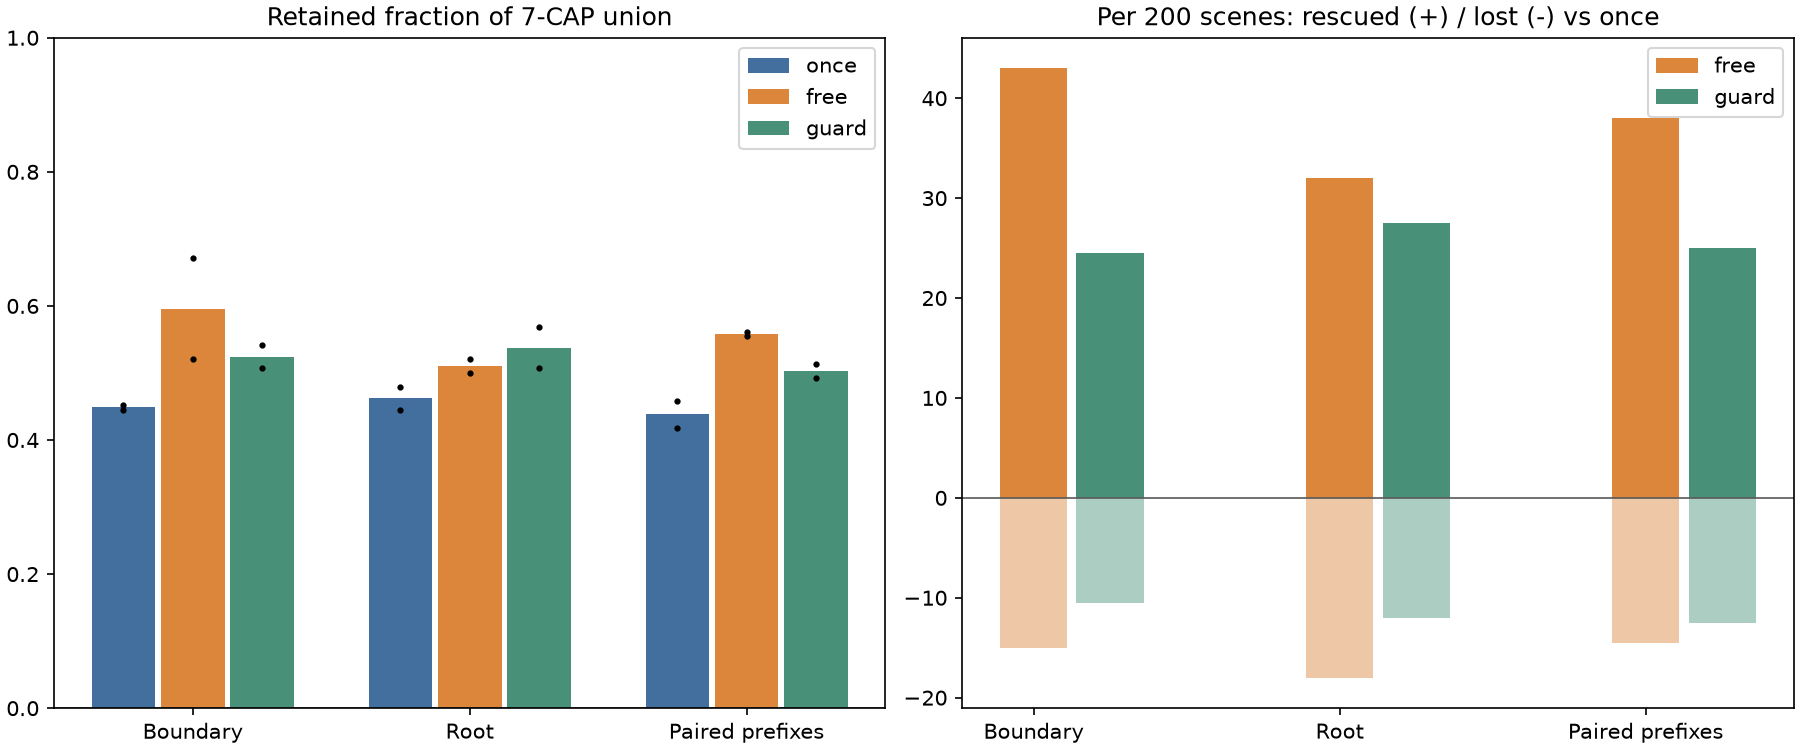 Retained fraction of 7-CAP union
1.0
0.8
0.6
0.4
0.2
0.0
once
free
guard
Boundary
Root
Paired prefixes
Per 200 scenes: rescued (+) / lost (-) vs once
40
30
20
10
0
−10
−20
free
guard
Boundary
Root
Paired prefixes